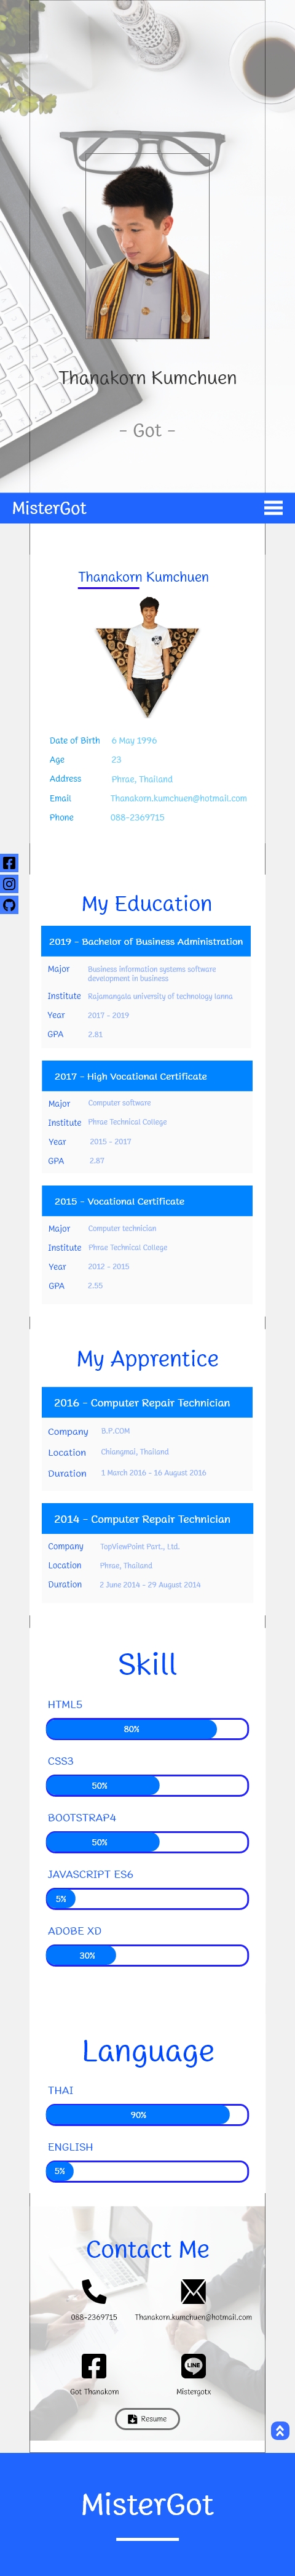 Thanakorn Kumchuen
- Got -
MisterGot
Thanakorn Kumchuen
Date of Birth 6 May 1996
Age 23
Address Phrae, Thailand
Email Thanakorn.kumchuen@hotmail.com
Phone 088-2369715
My Education
2019 - Bachelor of Business Administration
Major Business information systems software
development in business
Institute Rajamangala university of technology lanna
Year 2017 - 2019
GPA 2.81
2017 - High Vocational Certificate
Major Computer software
Institute Phrae Technical College
Year 2015 - 2017
GPA 2.87
2015 - Vocational Certificate
Major Computer technician
Institute Phrae Technical College
Year 2012 - 2015
GPA 2.55
My Apprentice
2016 - Computer Repair Technician
Company B.P.COM
Location Chiangmai, Thailand
Duration 1 March 2016 - 16 August 2016
2014 - Computer Repair Technician
Company TopViewPoint Part., Ltd.
Location Phrae, Thailand
Duration 2 June 2014 - 29 August 2014
Skill
HTML5
80%
CSS3
50%
BOOTSTRAP4
50%
JAVASCRIPT ES6
5%
ADOBE XD
30%
Language
THAI
90%
ENGLISH
5%
Contact Me
088-2369715 Thanakorn.kumchuen@hotmail.com
LINE
Got Thanakorn Mistergotx
Resume
MisterGot